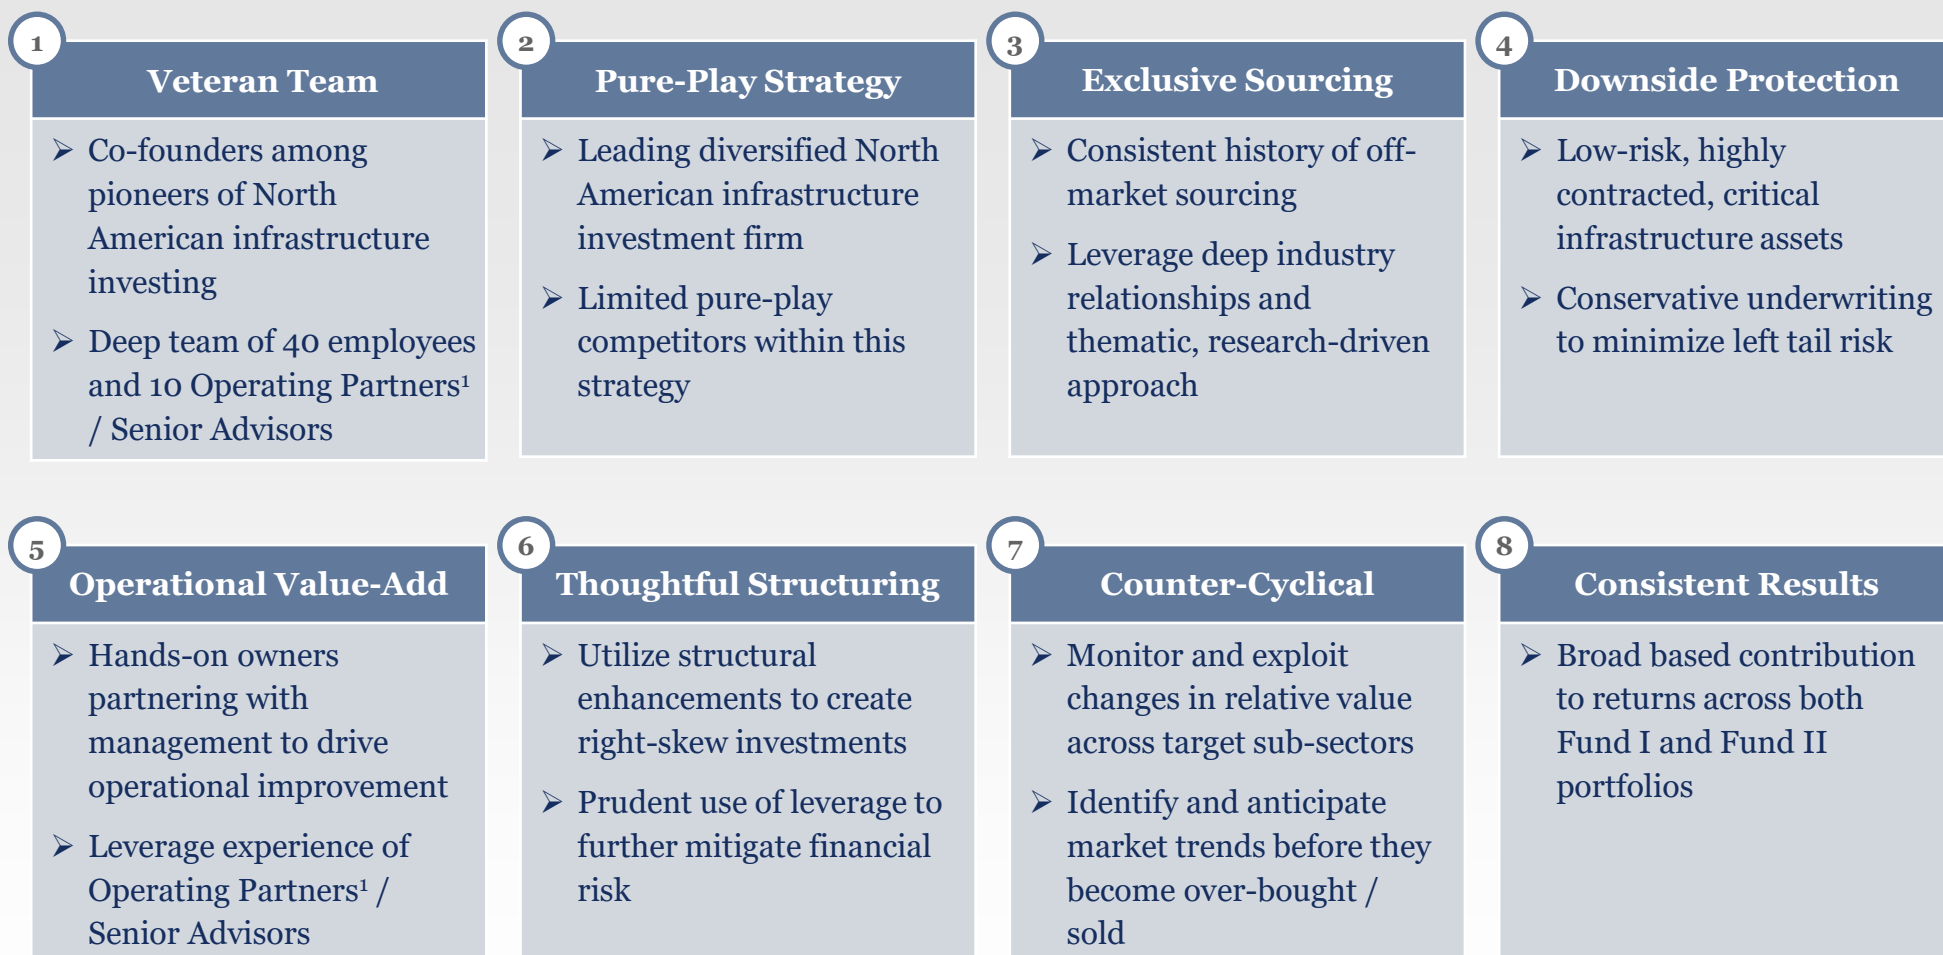 1
Veteran Team
➢ Co-founders among
pioneers of North
American infrastructure
investing
➢ Deep team of 40 employees
and 10 Operating Partners¹
/ Senior Advisors
2
Pure-Play Strategy
➢ Leading diversified North
American infrastructure
investment firm
➢ Limited pure-play
competitors within this
strategy
3
Exclusive Sourcing
➢ Consistent history of off-
market sourcing
➢ Leverage deep industry
relationships and
thematic, research-driven
approach
4
Downside Protection
➢ Low-risk, highly
contracted, critical
infrastructure assets
➢ Conservative underwriting
to minimize left tail risk
5
Operational Value-Add
➢ Hands-on owners
partnering with
management to drive
operational improvement
➢ Leverage experience of
Operating Partners¹ /
Senior Advisors
6
Thoughtful Structuring
➢ Utilize structural
enhancements to create
right-skew investments
➢ Prudent use of leverage to
further mitigate financial
risk
7
Counter-Cyclical
➢ Monitor and exploit
changes in relative value
across target sub-sectors
➢ Identify and anticipate
market trends before they
become over-bought /
sold
8
Consistent Results
➢ Broad based contribution
to returns across both
Fund I and Fund II
portfolios